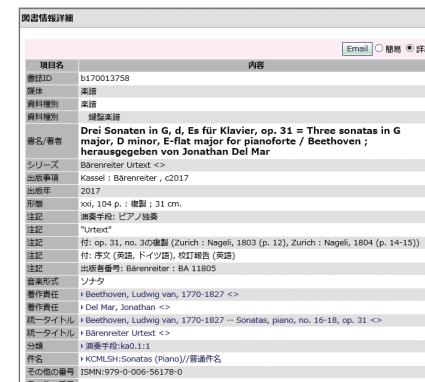 図書情報詳細
Email 簡易 詳
項目名 内容
書誌ID b170013758
媒体 楽譜
資料種別 楽譜
資料種別 鍵盤楽譜
書名/著者 Drei Sonaten in G, d, Es für Klavier, op. 31 = Three sonatas in G
major, D minor, E-flat major for pianoforte / Beethoven ;
herausgegeben von Jonathan Del Mar
シリーズ Bärenreiter Urtext <>
出版事項 Kassel : Bärenreiter , c2017
出版年 2017
形態 xxi, 104 p. : 複製 ; 31 cm.
注記 演奏手段: ピアノ独奏
注記 "Urtext"
注記 付: op. 31, no. 3の複製 (Zurich : Nageli, 1803 (p. 12), Zurich : Nageli, 1804 (p. 14-15))
注記 付: 序文 (英語, ドイツ語), 校訂報告 (英語)
注記 出版者番号: Bärenreiter : BA 11805
音楽形式 ソナタ
著作責任 Beethoven, Ludwig van, 1770-1827 <>
著作責任 Del Mar, Jonathan <>
統一タイトル Beethoven, Ludwig van, 1770-1827 -- Sonatas, piano, no. 16-18, op. 31 <>
統一タイトル Bärenreiter Urtext <>
分類 演奏手段:ka0.1:1
件名 KCMLSH:Sonatas (Piano)//普通件名
その他の番号 ISMN:979-0-006-56178-0